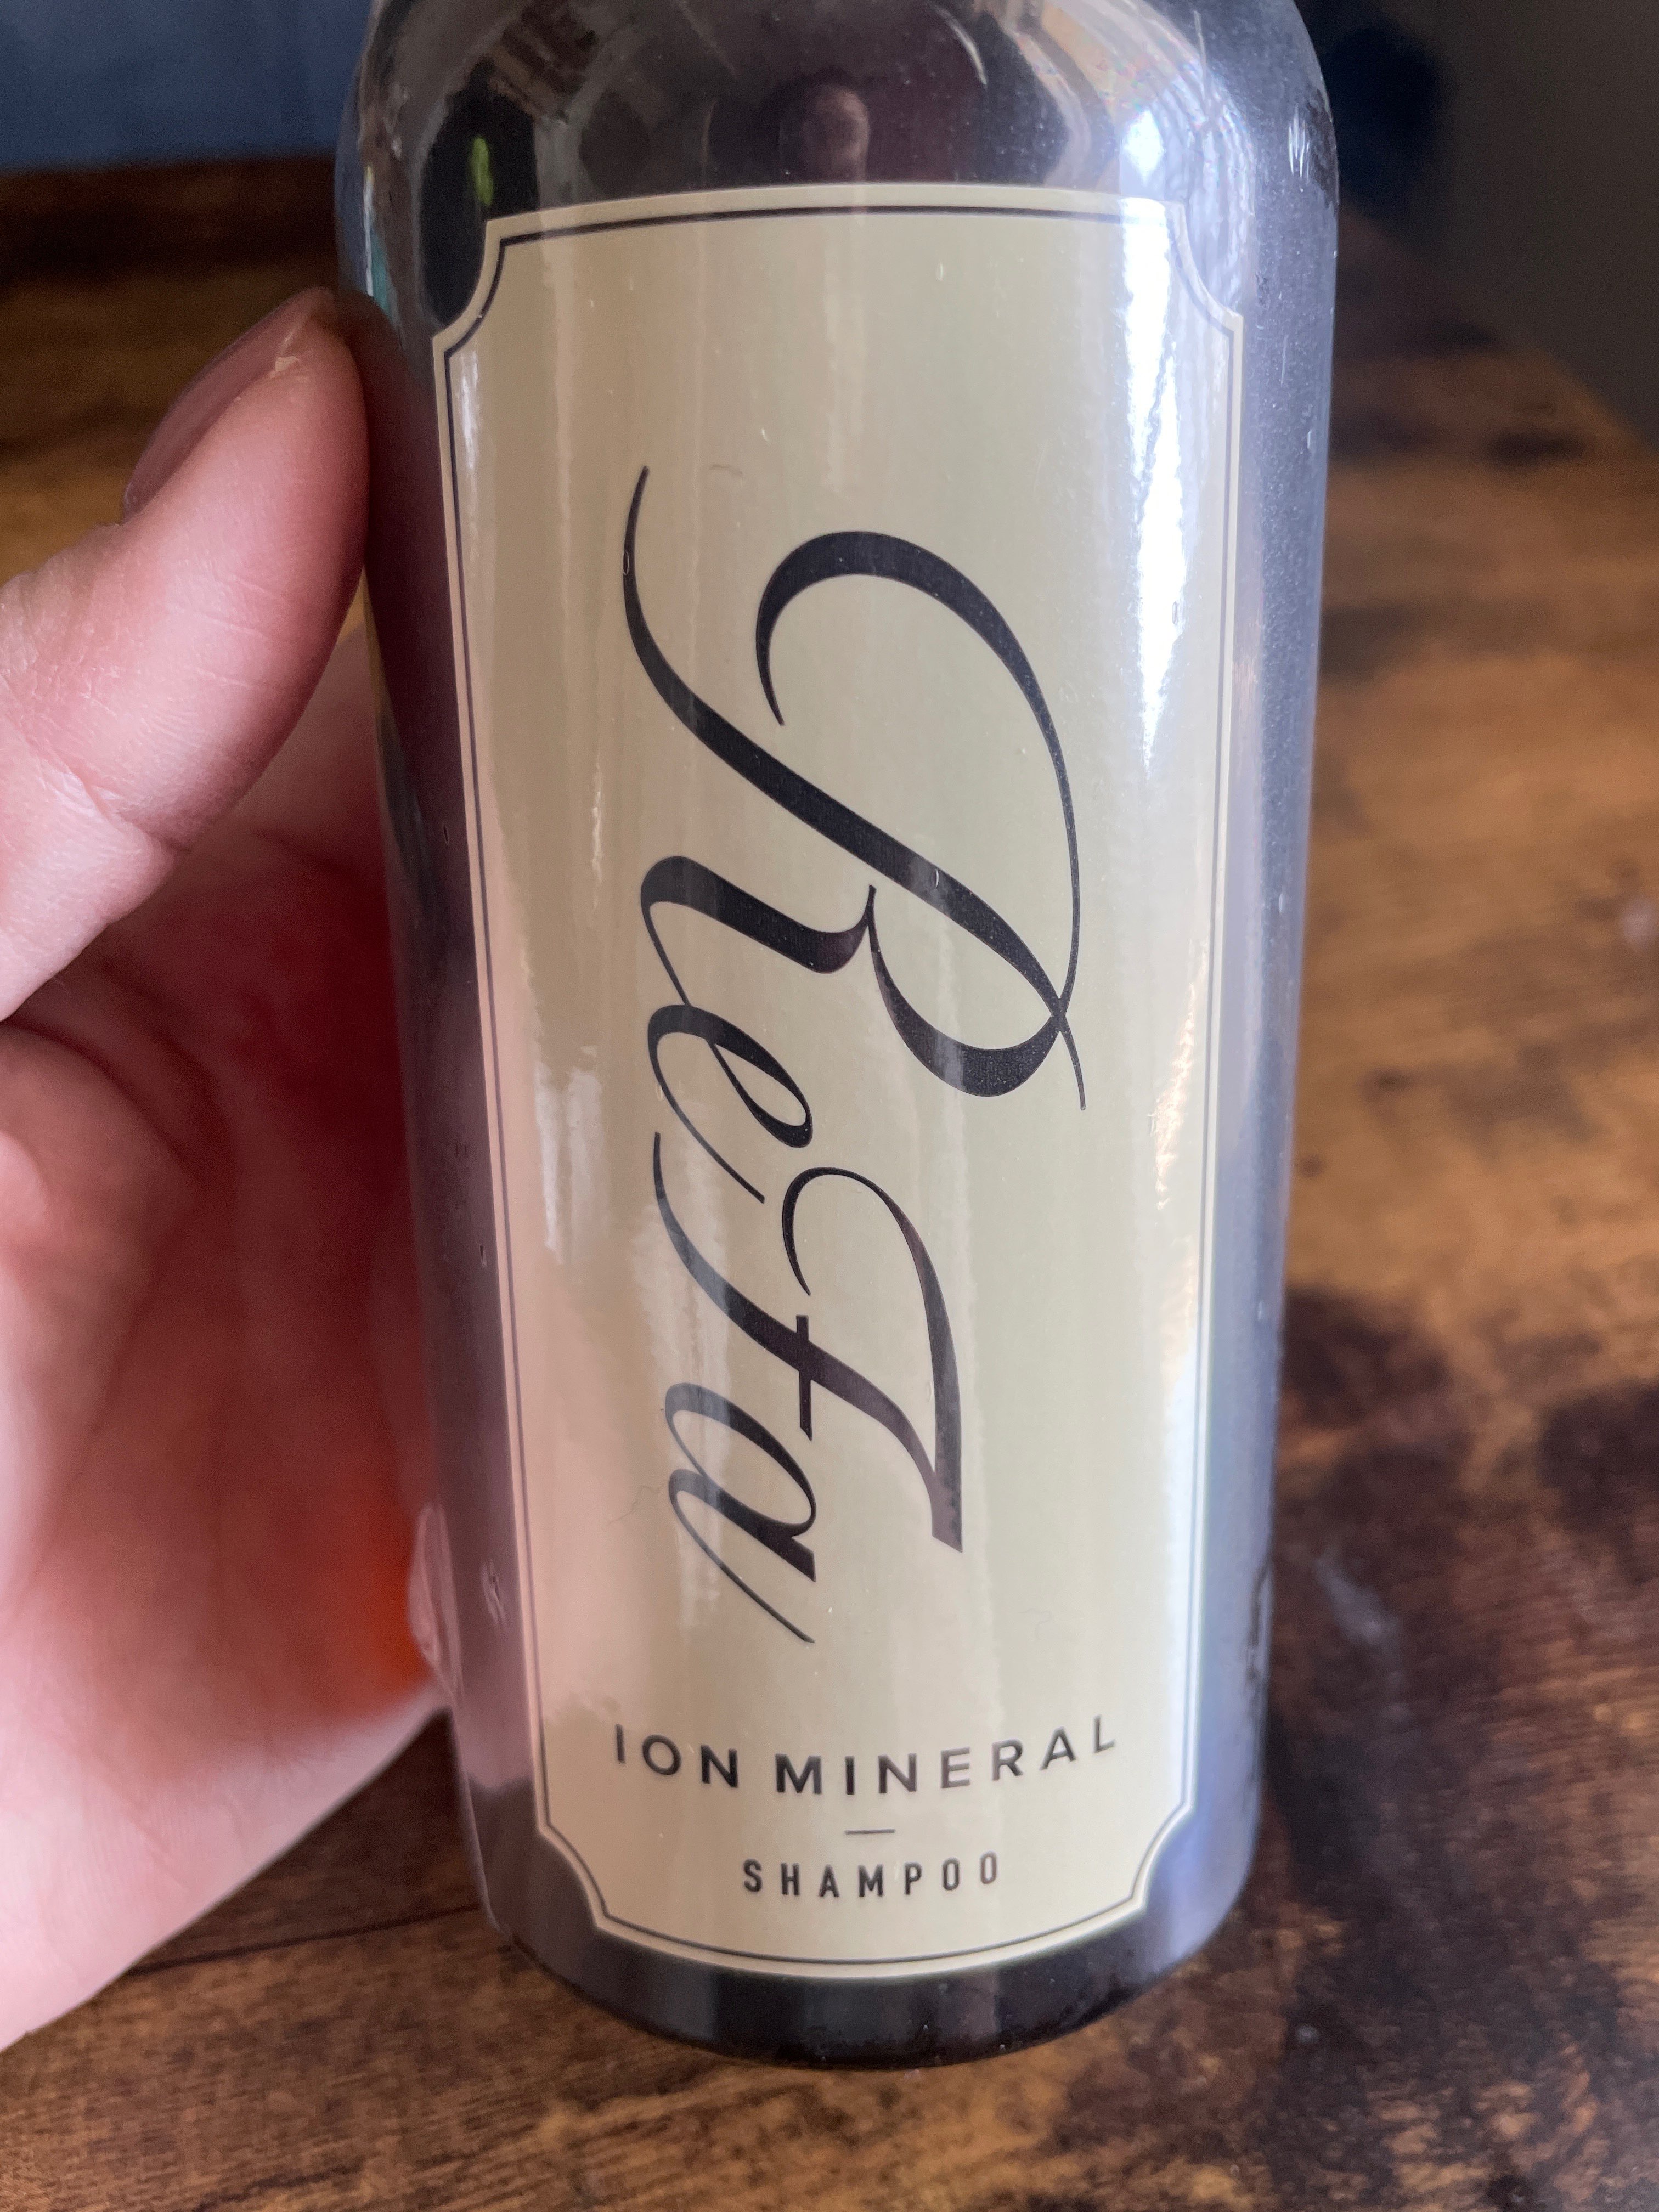 ReFa
ION MINERAL
SHAMPOO